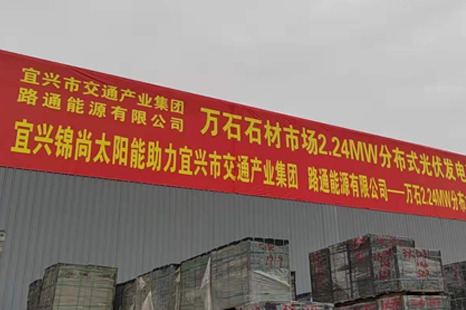 宜兴市交通产业集团
路通能源有限公司
万石石材市场2.24MW分布式光伏发电
宜兴锦尚太阳能助力宜兴市交通产业集团 路通能源有限公司——万石2.24MW分布